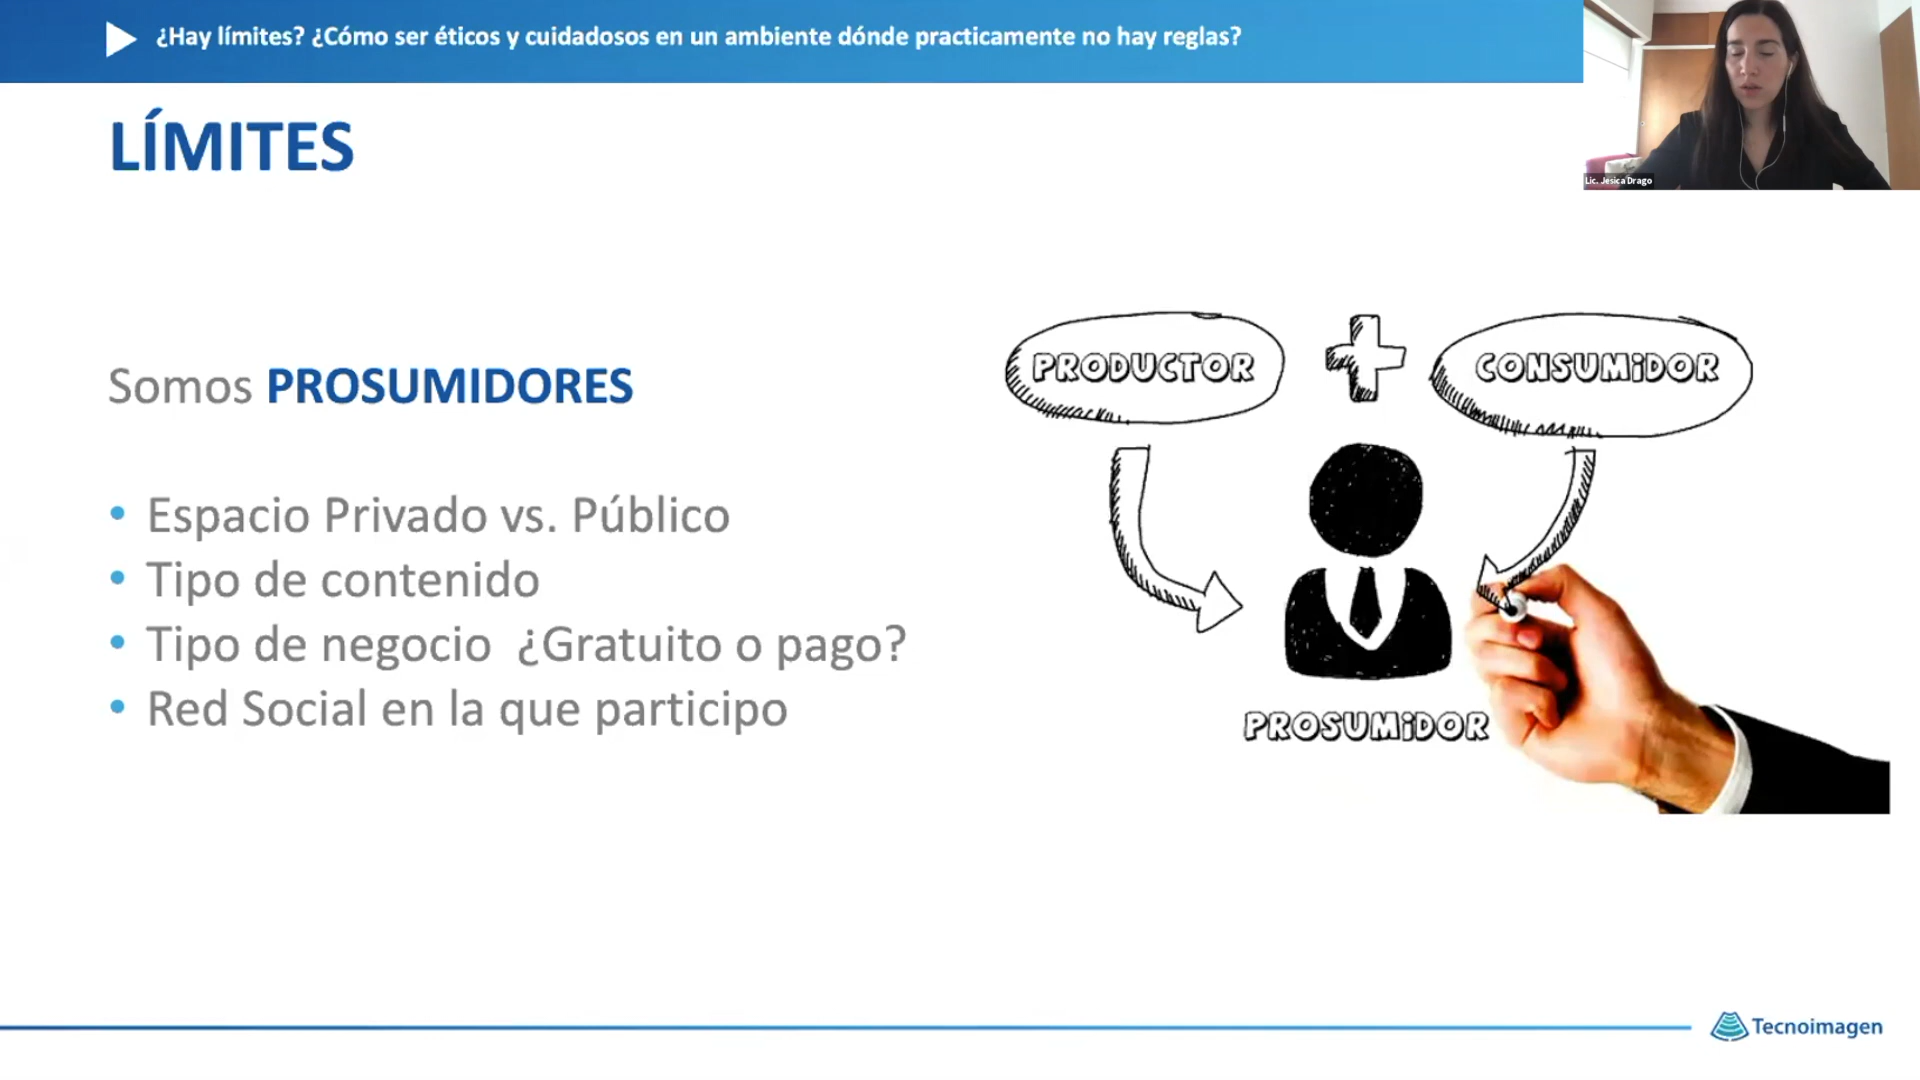 ¿Hay límites? ¿Cómo ser éticos y cuidadosos en un ambiente dónde practicamente no hay reglas?
Lic. Jesica Drago
LÍMITES
Somos PROSUMIDORES
• Espacio Privado vs. Público
• Tipo de contenido
• Tipo de negocio ¿Gratuito o pago?
• Red Social en la que participo
PRODUCTOR + CONSUMiDOR
PROSUMiDOR
Tecnoimagen